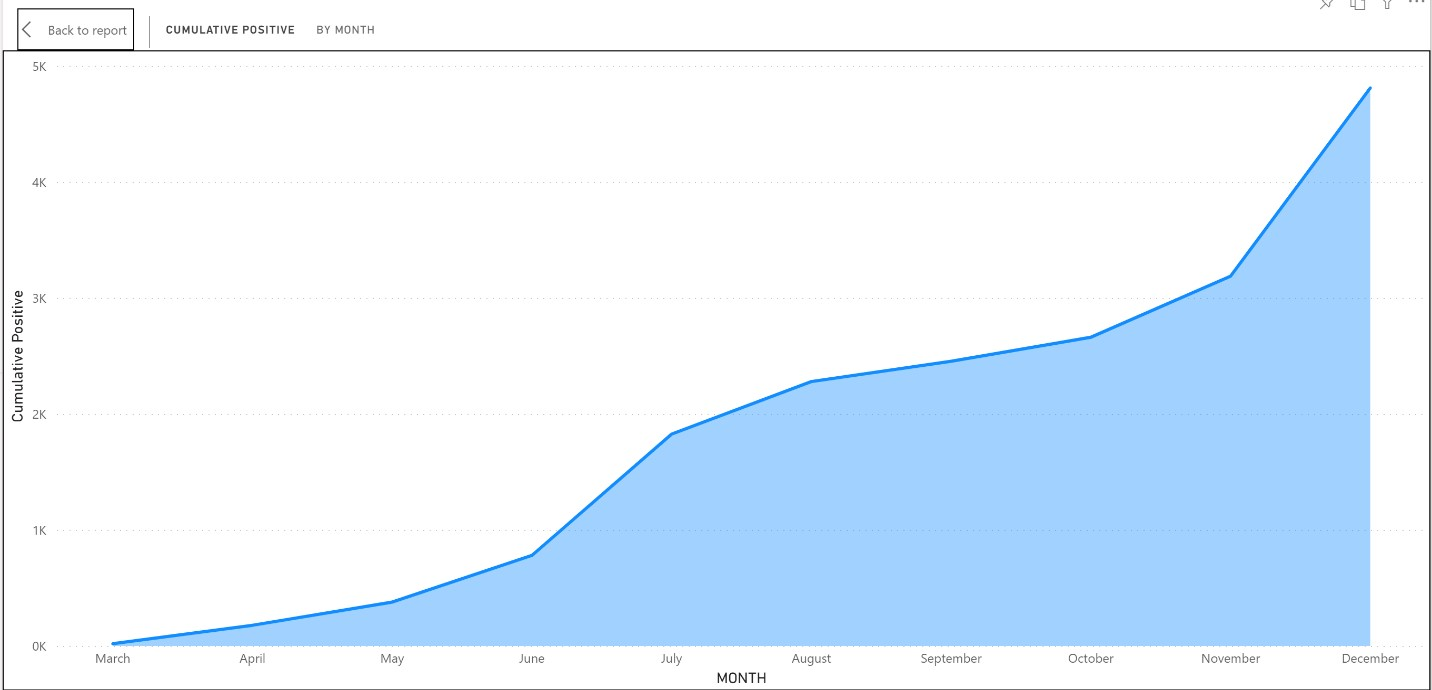 Back to report
CUMULATIVE POSITIVE BY MONTH
5K
4K
3K
2K
1K
0K
Cumulative Positive
March April May June July August September October November December
MONTH